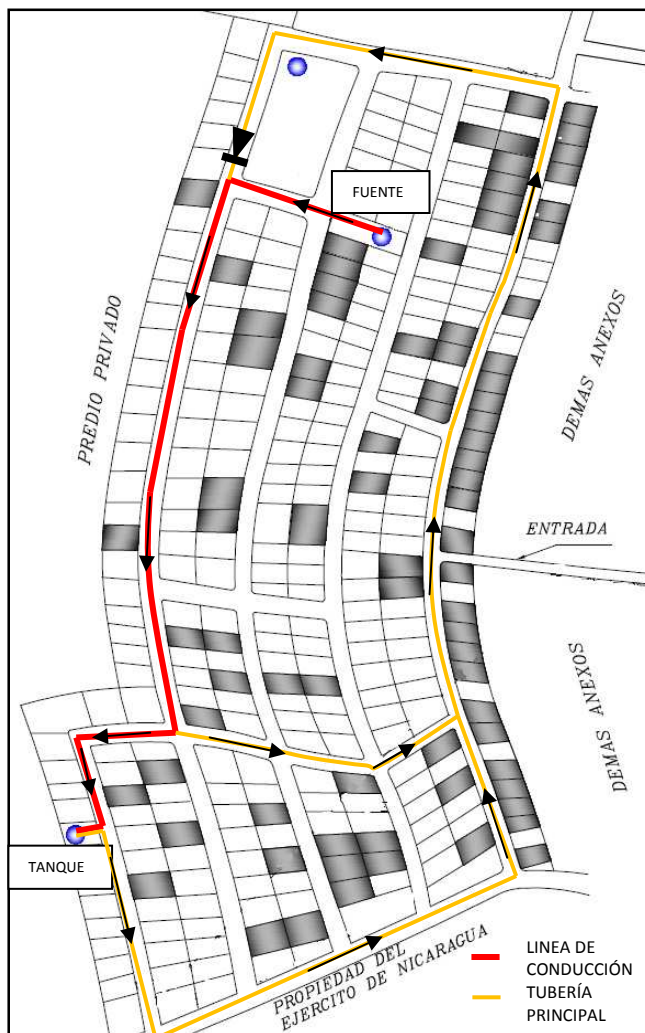 FUENTE
PREDIO PRIVADO
DEMAS ANEXOS
ENTRADA
DEMAS ANEXOS
TANQUE
PROPIEDAD DEL
EJERCITO DE NICARAGUA
LINEA DE
CONDUCCIÓN
TUBERÍA
PRINCIPAL